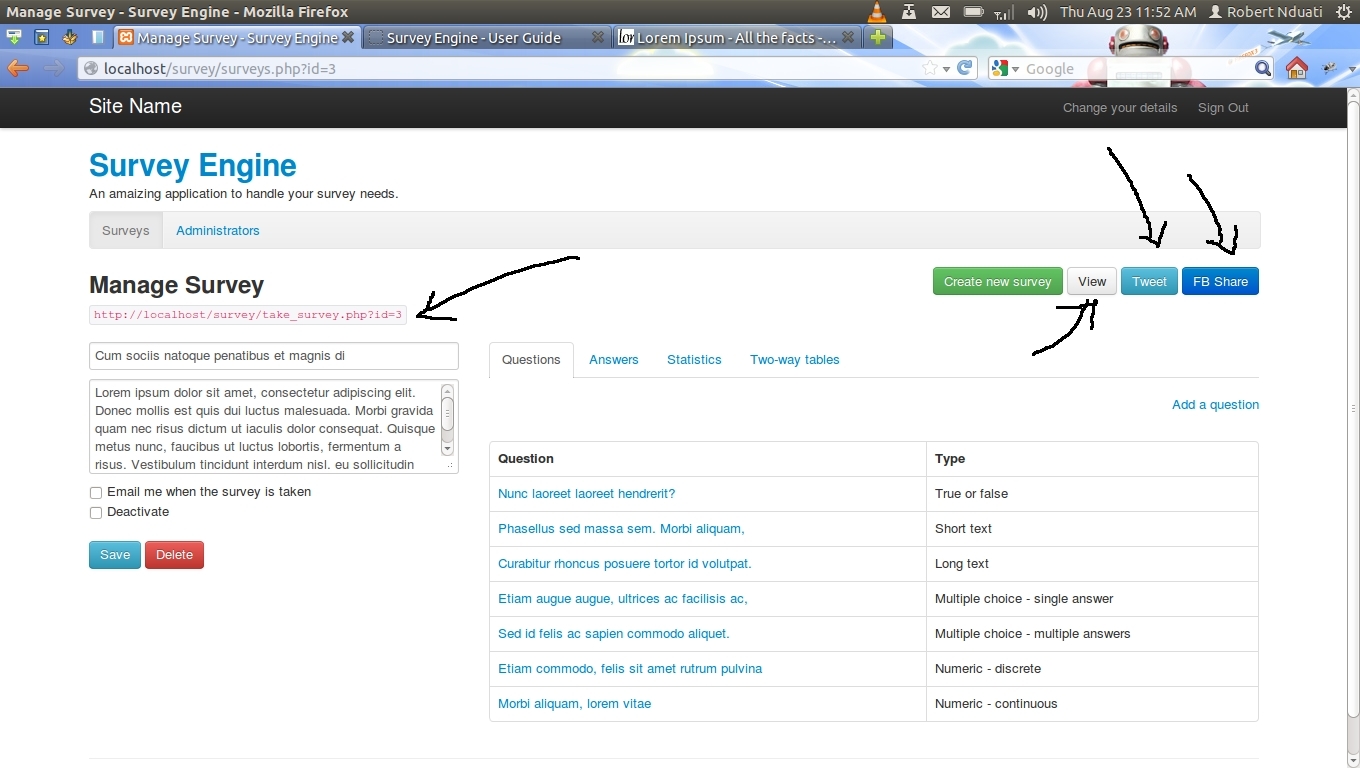 Manage Survey - Survey Engine - Mozilla Firefox Thu Aug 23 11:52 AM Robert Nduati
Manage Survey - Survey Engine Survey Engine - User Guide lor Lorem Ipsum - All the facts -...
localhost/survey/surveys.php?id=3 Google
Site Name Change your details Sign Out
Survey Engine
An amaizing application to handle your survey needs.
Surveys Administrators
Manage Survey Create new survey View Tweet FB Share
http://localhost/survey/take_survey.php?id=3
Cum sociis natoque penatibus et magnis di
Lorem ipsum dolor sit amet, consectetur adipiscing elit.
Donec mollis est quis dui luctus malesuada. Morbi gravida
quam nec risus dictum ut iaculis dolor consequat. Quisque
metus nunc, faucibus ut luctus lobortis, fermentum a
risus. Vestibulum tincidunt interdum nisl. eu sollicitudin
Email me when the survey is taken
Deactivate
Save Delete
Questions Answers Statistics Two-way tables
Add a question
Question Type
Nunc laoreet laoreet hendrerit? True or false
Phasellus sed massa sem. Morbi aliquam, Short text
Curabitur rhoncus posuere tortor id volutpat. Long text
Etiam augue augue, ultrices ac facilisis ac, Multiple choice - single answer
Sed id felis ac sapien commodo aliquet. Multiple choice - multiple answers
Etiam commodo, felis sit amet rutrum pulvina Numeric - discrete
Morbi aliquam, lorem vitae Numeric - continuous